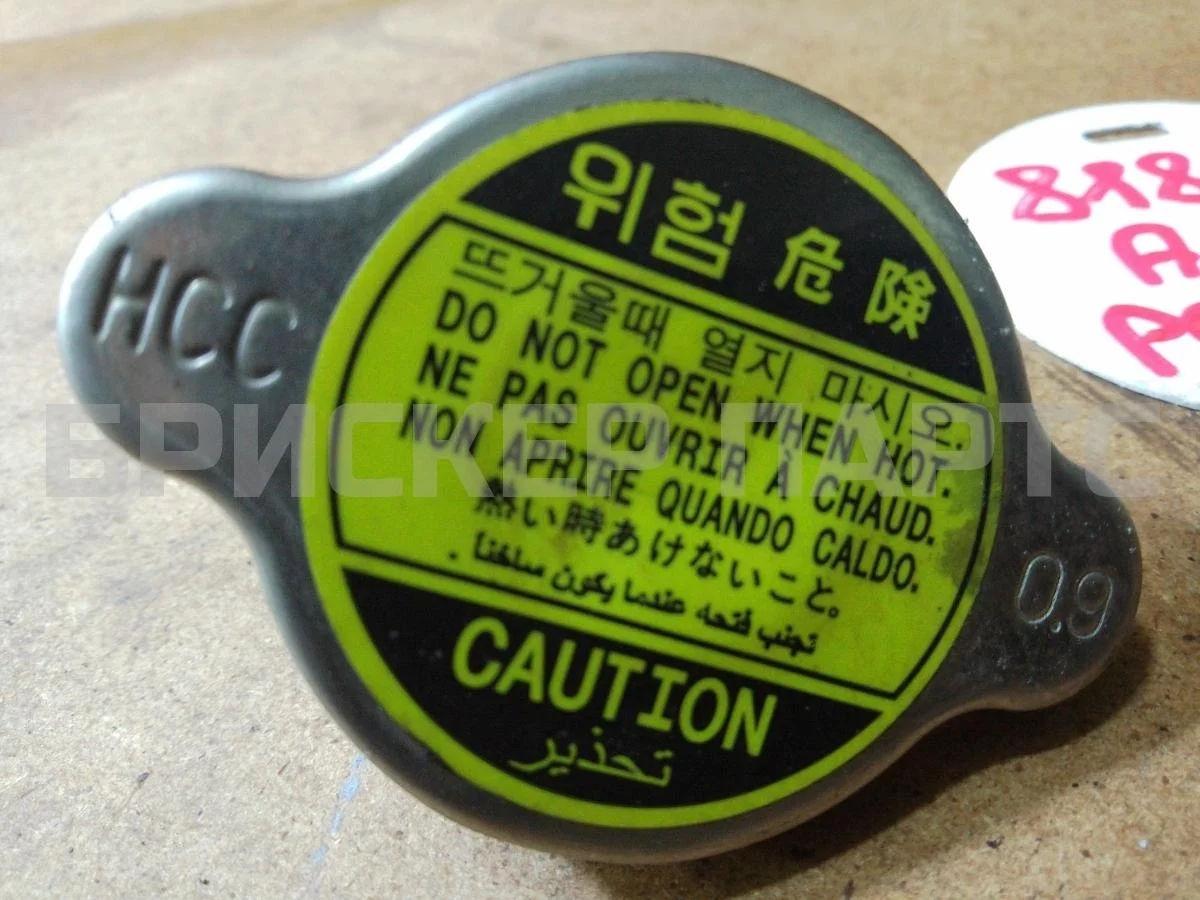 위험 危険
뜨거울때 열지 마시오.
DO NOT OPEN WHEN HOT.
NE PAS OUVRIR À CHAUD.
NON APRIRE QUANDO CALDO.
熱い時あけないこと。
تجنب فتحه عندما يكون ساخنا .
CAUTION
تحذير
HCC
0.9
БРИСКЕР ПАРТС
818
A